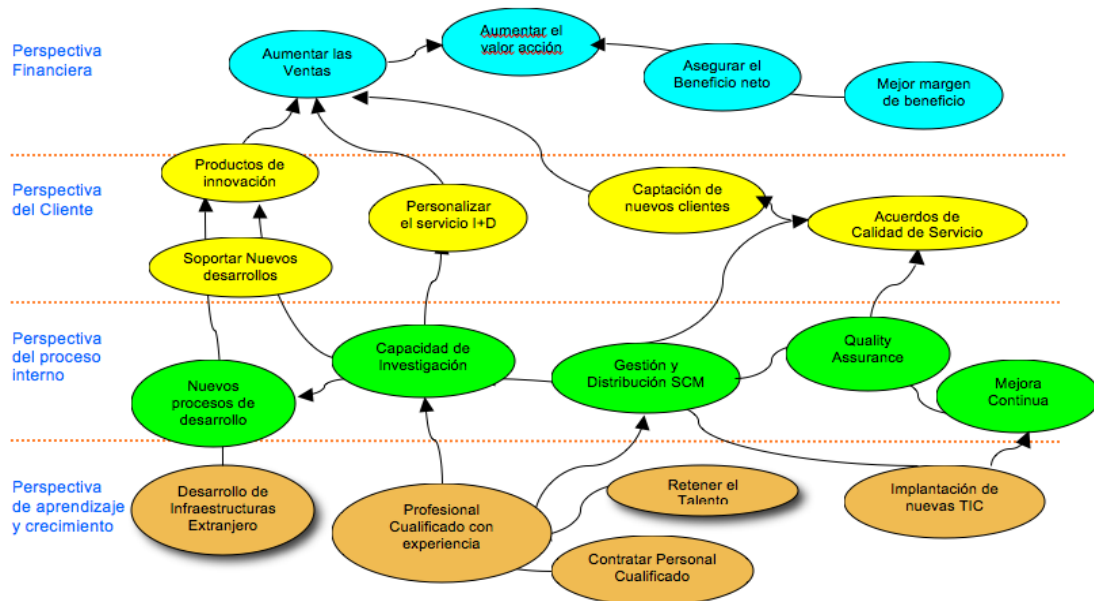 Perspectiva
Financiera
Aumentar las
Ventas
Aumentar el
valor acción
Asegurar el
Beneficio neto
Mejor margen
de beneficio
Perspectiva
del Cliente
Productos de
innovación
Soportar Nuevos
desarrollos
Personalizar
el servicio I+D
Captación de
nuevos clientes
Acuerdos de
Calidad de Servicio
Perspectiva
del proceso
interno
Nuevos
procesos de
desarrollo
Capacidad de
Investigación
Gestión y
Distribución SCM
Quality
Assurance
Mejora
Continua
Perspectiva
de aprendizaje
y crecimiento
Desarrollo de
Infraestructuras
Extranjero
Profesional
Cualificado con
experiencia
Retener el
Talento
Contratar Personal
Cualificado
Implantación de
nuevas TIC